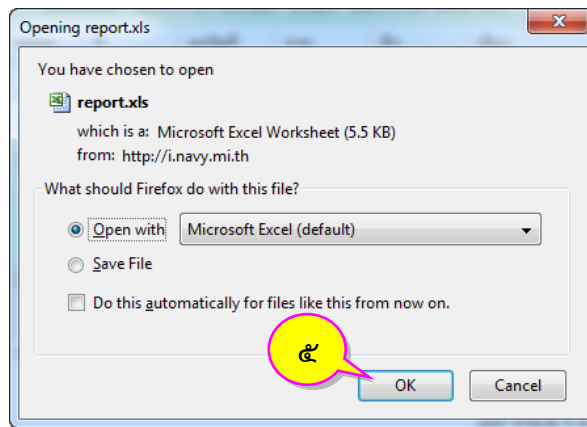 Opening report.xls
You have chosen to open
report.xls
which is a: Microsoft Excel Worksheet (5.5 KB)
from: http://i.navy.mi.th
What should Firefox do with this file?
Open with Microsoft Excel (default)
Save File
Do this automatically for files like this from now on.
๕
OK Cancel